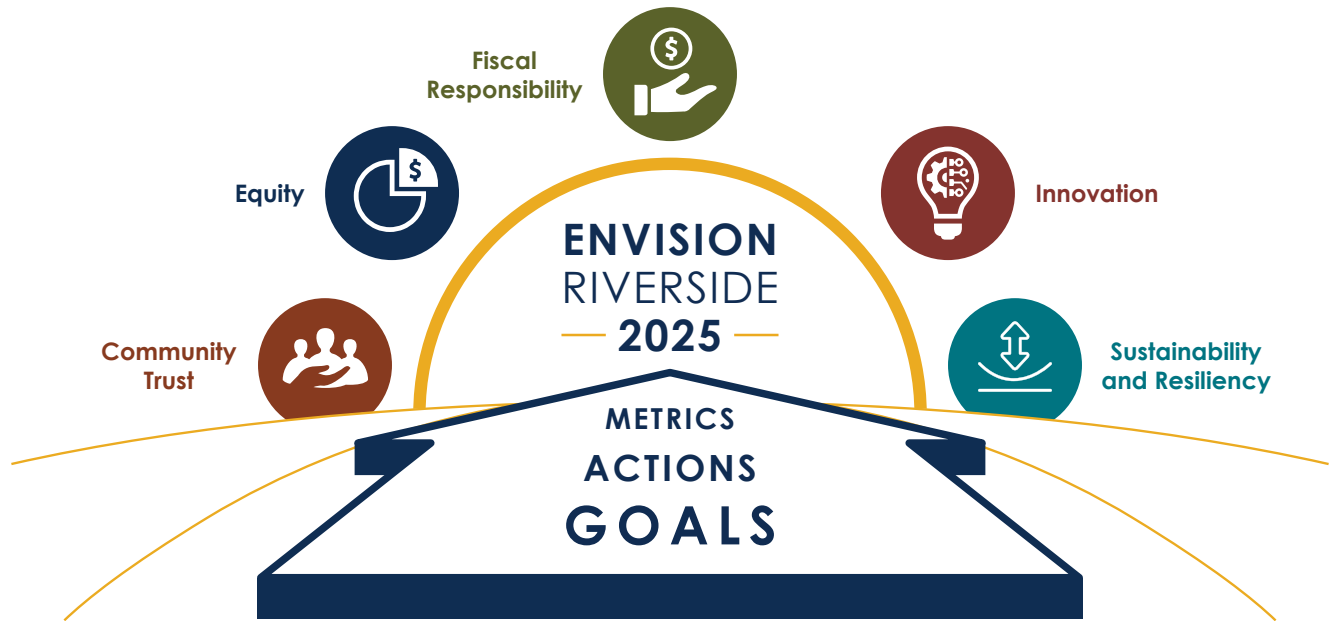 Fiscal
Responsibility
Equity
Innovation
ENVISION
RIVERSIDE
2025
Community
Trust
Sustainability
and Resiliency
METRICS
ACTIONS
GOALS
$
$